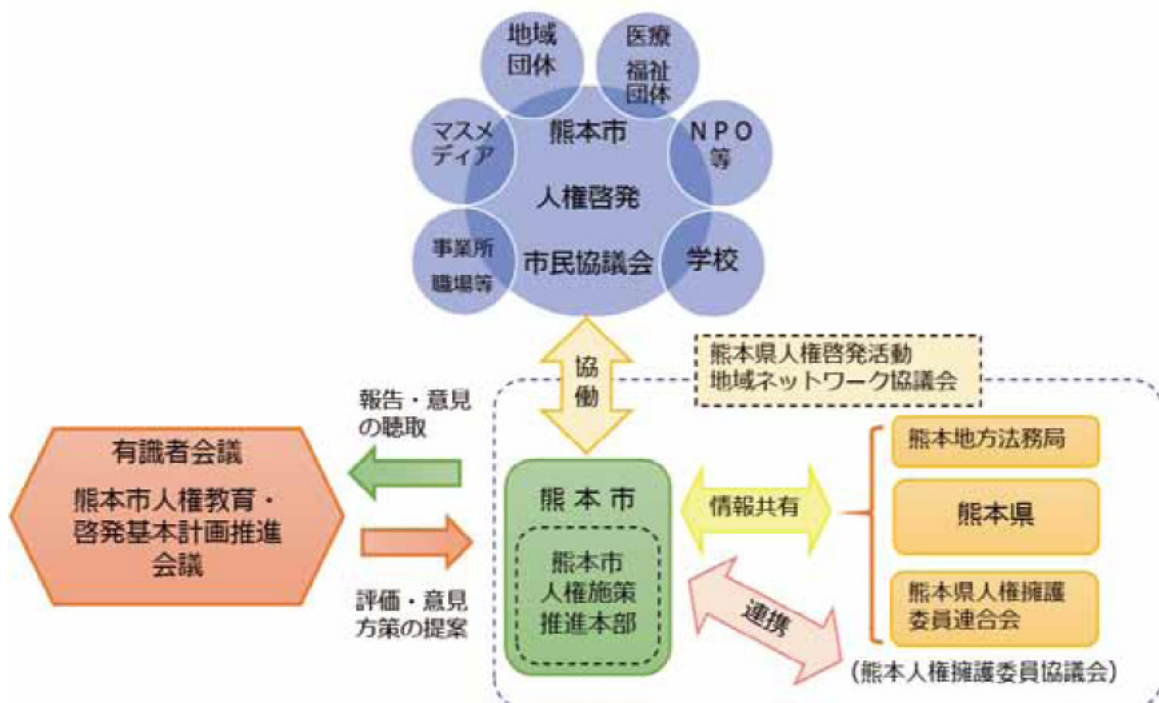 地域
団体
医療
福祉
団体
マスメ
ディア
熊本市
NPO
等
人権啓発
事業所
職場等
市民協議会
学校
協
働
熊本県人権啓発活動
地域ネットワーク協議会
報告・意見
の聴取
有識者会議
熊本市人権教育・
啓発基本計画推進
会議
評価・意見
方策の提案
熊本市
熊本市
人権施策
推進本部
情報共有
連携
熊本地方法務局
熊本県
熊本県人権擁護
委員連合会
(熊本人権擁護委員協議会)